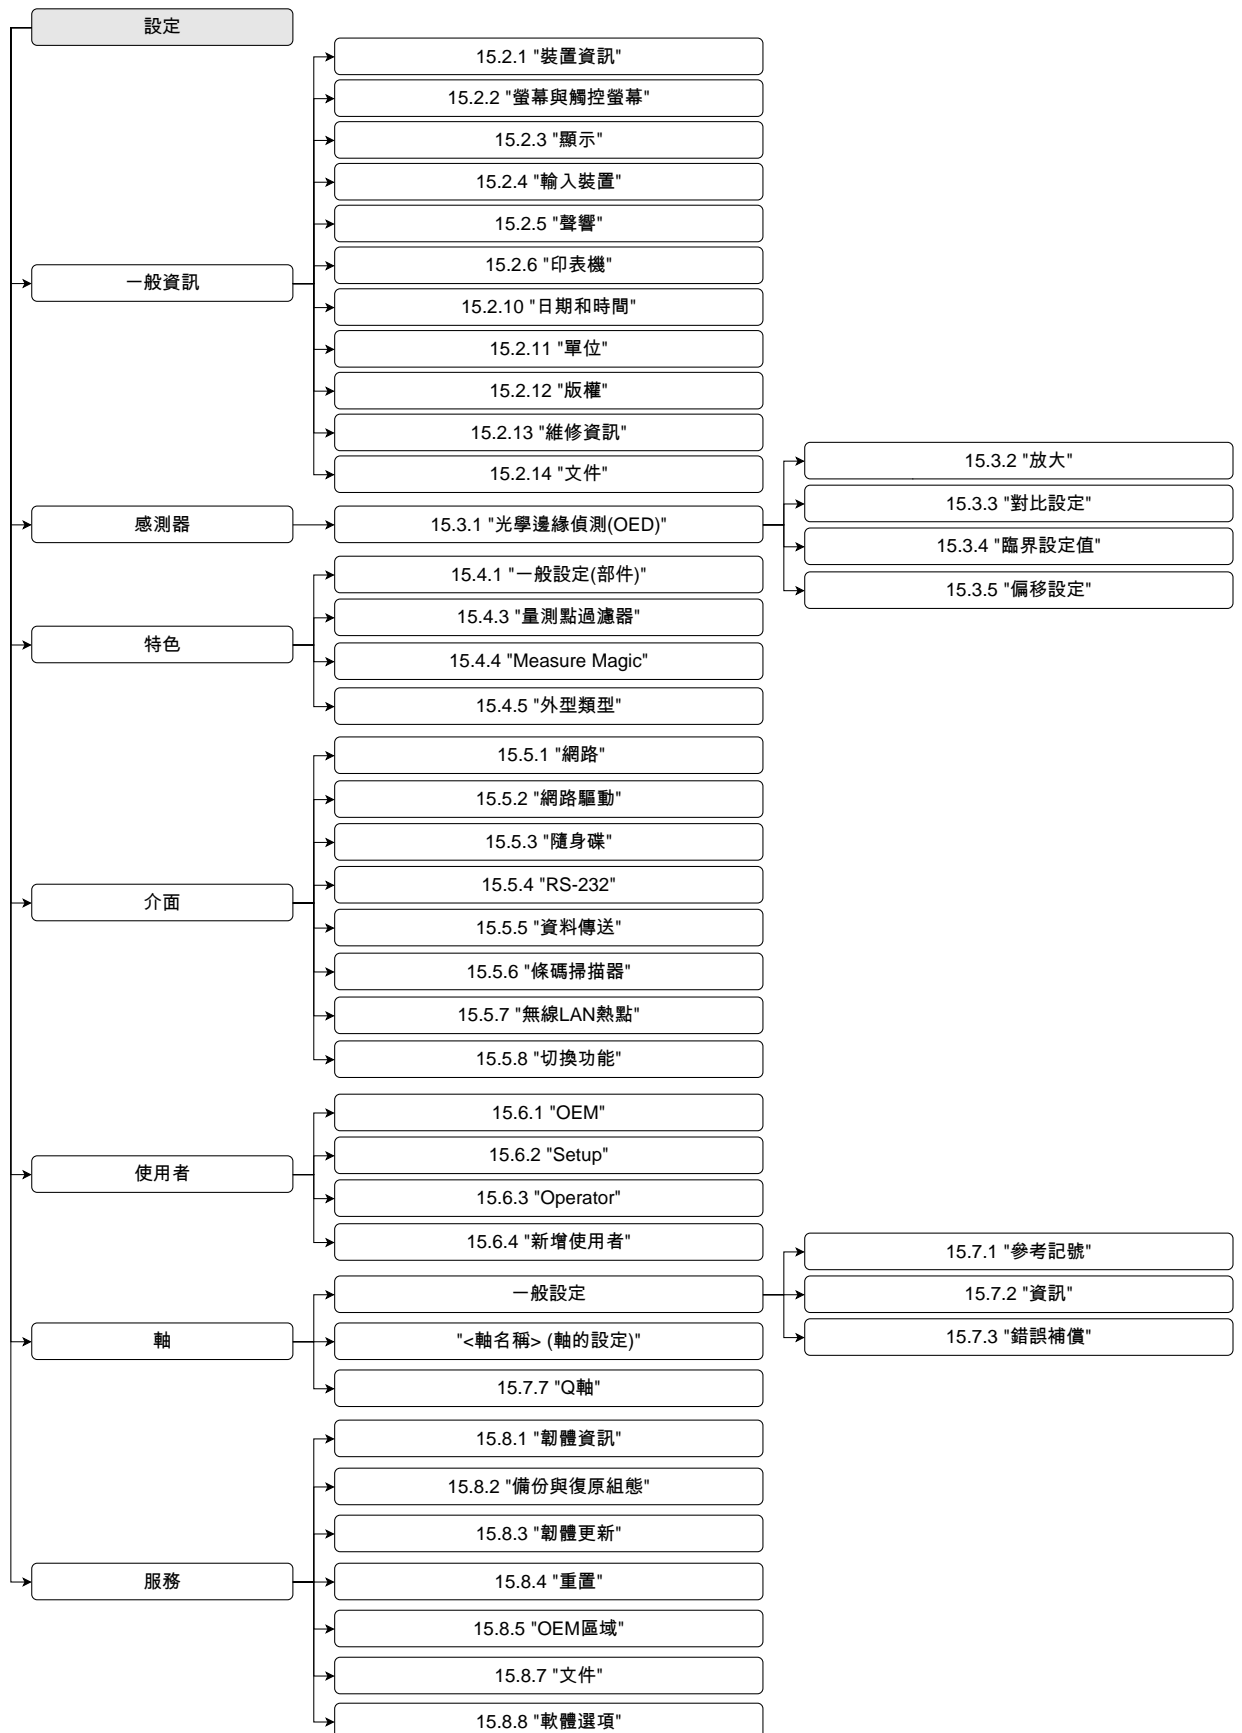 設定
一般資訊
15.2.1 "裝置資訊"
15.2.2 "螢幕與觸控螢幕"
15.2.3 "顯示"
15.2.4 "輸入裝置"
15.2.5 "聲響"
15.2.6 "印表機"
15.2.10 "日期和時間"
15.2.11 "單位"
15.2.12 "版權"
15.2.13 "維修資訊"
15.2.14 "文件"
感測器
15.3.1 "光學邊緣偵測(OED)"
15.3.2 "放大"
15.3.3 "對比設定"
15.3.4 "臨界設定值"
15.3.5 "偏移設定"
特色
15.4.1 "一般設定(部件)"
15.4.3 "量測點過濾器"
15.4.4 "Measure Magic"
15.4.5 "外型類型"
介面
15.5.1 "網路"
15.5.2 "網路驅動"
15.5.3 "隨身碟"
15.5.4 "RS-232"
15.5.5 "資料傳送"
15.5.6 "條碼掃描器"
15.5.7 "無線LAN熱點"
15.5.8 "切換功能"
使用者
15.6.1 "OEM"
15.6.2 "Setup"
15.6.3 "Operator"
15.6.4 "新增使用者"
軸
一般設定
15.7.1 "參考記號"
15.7.2 "資訊"
15.7.3 "錯誤補償"
"<軸名稱> (軸的設定)"
15.7.7 "Q軸"
服務
15.8.1 "韌體資訊"
15.8.2 "備份與復原組態"
15.8.3 "韌體更新"
15.8.4 "重置"
15.8.5 "OEM區域"
15.8.7 "文件"
15.8.8 "軟體選項"